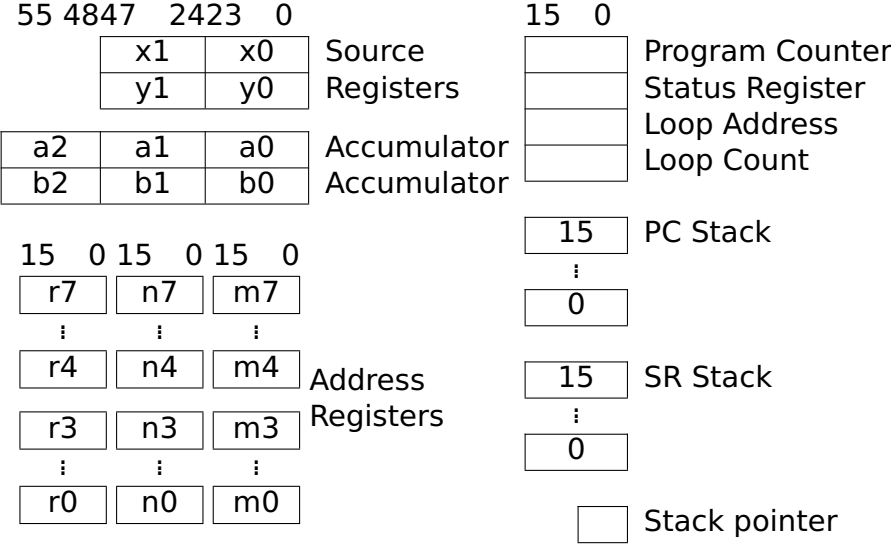 55 4847 2423 0
x1 x0 Source
y1 y0 Registers
a2 a1 a0 Accumulator
b2 b1 b0 Accumulator
15 0 15 0 15 0
r7 n7 m7
⁞ ⁞ ⁞
r4 n4 m4
Address
Registers
r3 n3 m3
⁞ ⁞ ⁞
r0 n0 m0
15 0
Program Counter
Status Register
Loop Address
Loop Count
15 PC Stack
⁞
0
15 SR Stack
⁞
0
Stack pointer